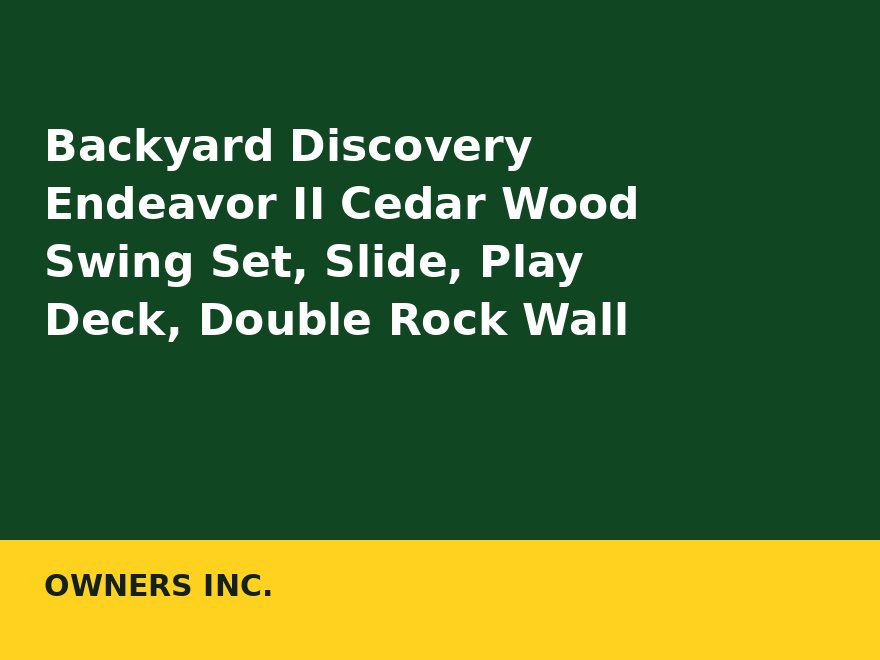 Backyard Discovery
Endeavor II Cedar Wood
Swing Set, Slide, Play
Deck, Double Rock Wall
OWNERS INC.